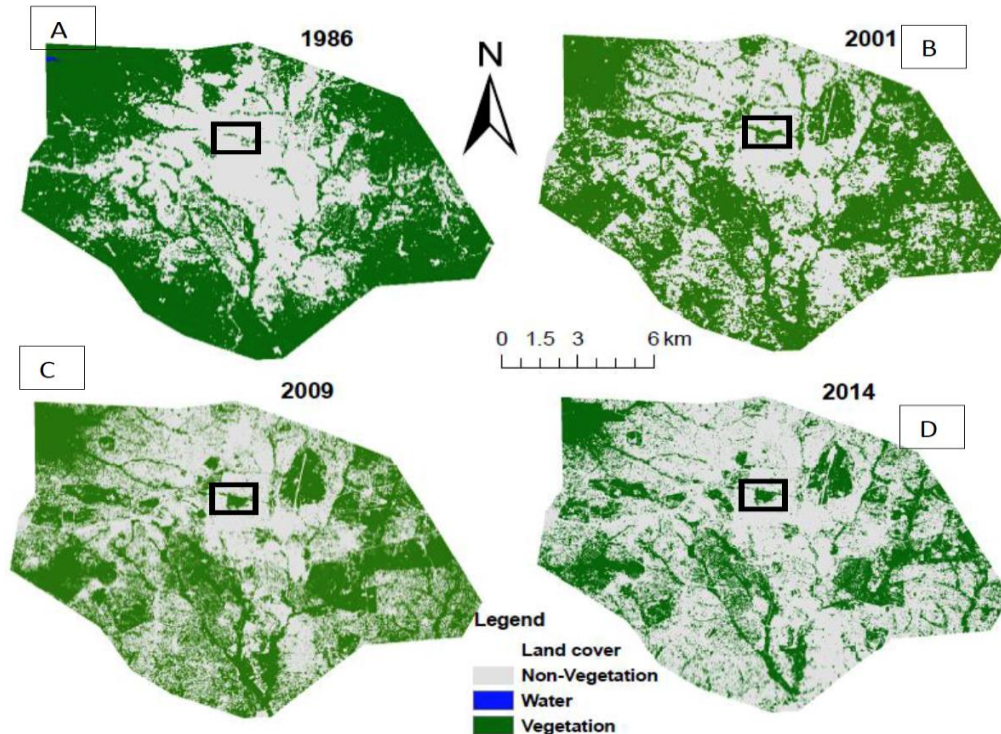 A
1986
N
2001
B
0 1.5 3 6 km
C
2009
2014
D
Legend
Land cover
Non-Vegetation
Water
Vegetation